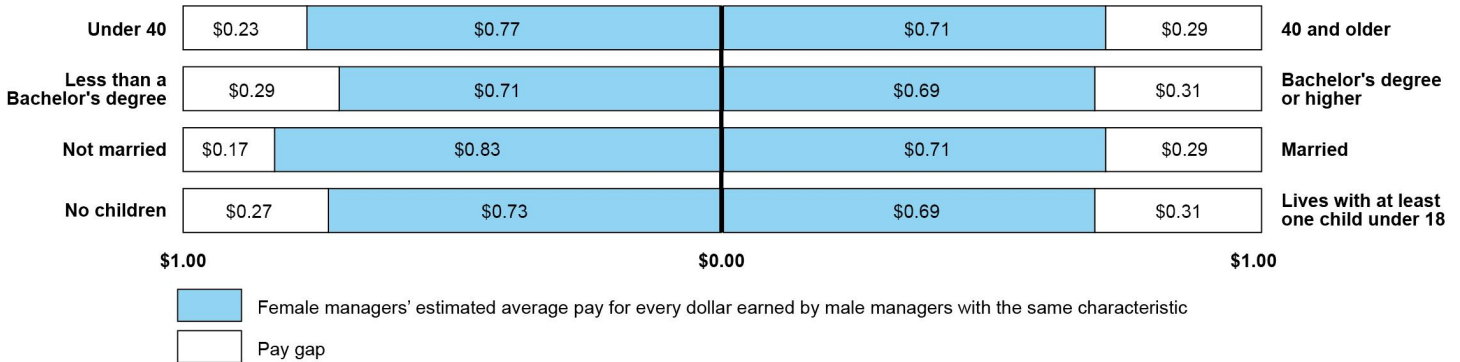 Under 40 $0.23 $0.77 $0.71 $0.29 40 and older
Less than a
Bachelor's degree $0.29 $0.71 $0.69 $0.31 Bachelor's degree
or higher
Not married $0.17 $0.83 $0.71 $0.29 Married
No children $0.27 $0.73 $0.69 $0.31 Lives with at least
one child under 18
$1.00 $0.00 $1.00
Female managers’ estimated average pay for every dollar earned by male managers with the same characteristic
Pay gap